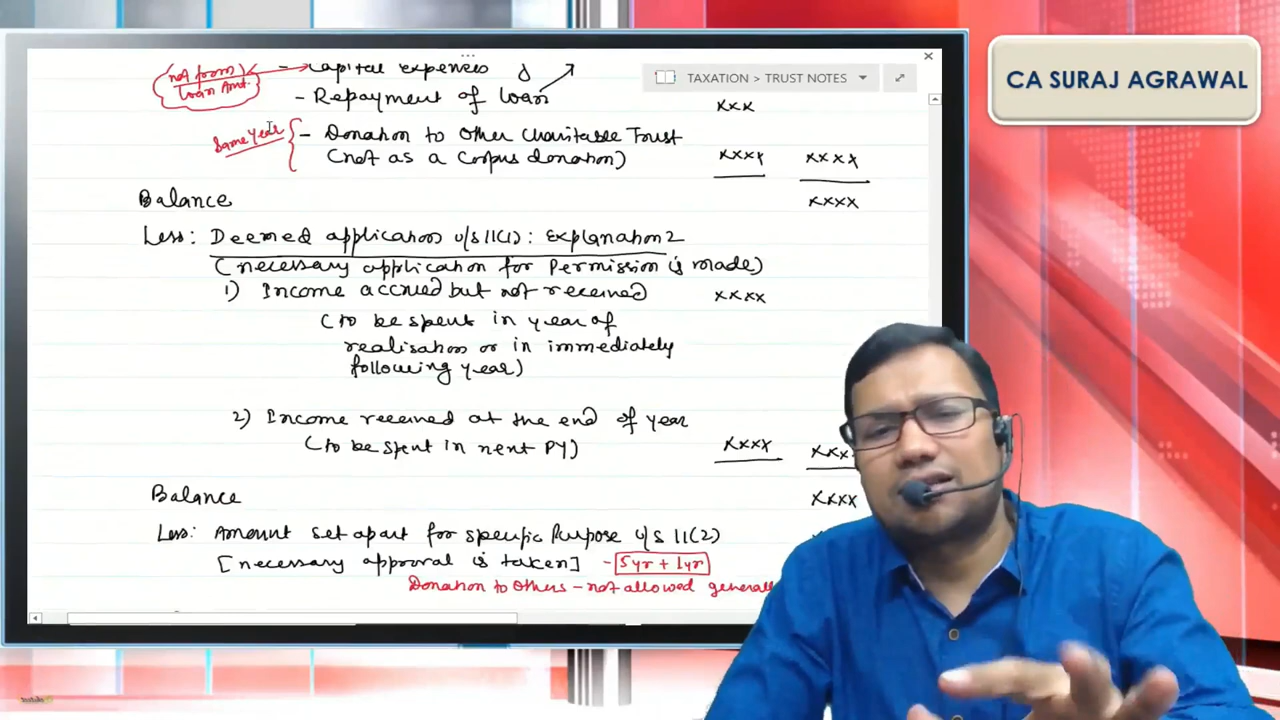 CA SURAJ AGRAWAL
TAXATION > TRUST NOTES
not from
loan Amt.
- Capital expenses
- Repayment of loan xxx
Same Year
- Donation to Other Charitable Trust
(not as a Corpus donation) xxxx xxxx
Balance xxxx
Less: Deemed application u/s 11(1): Explanation 2
(necessary application for Permission is made)
1) Income accrued but not received xxxx
(to be spent in year of
realisation or in immediately
following year)
2) Income received at the end of year
(to be spent in next PY) xxxx xxx
Balance xxxx
Less: Amount set apart for specific Purpose u/s 11(2)
[necessary approval is taken] - 5yr + 1yr
Donation to Others - not allowed generall